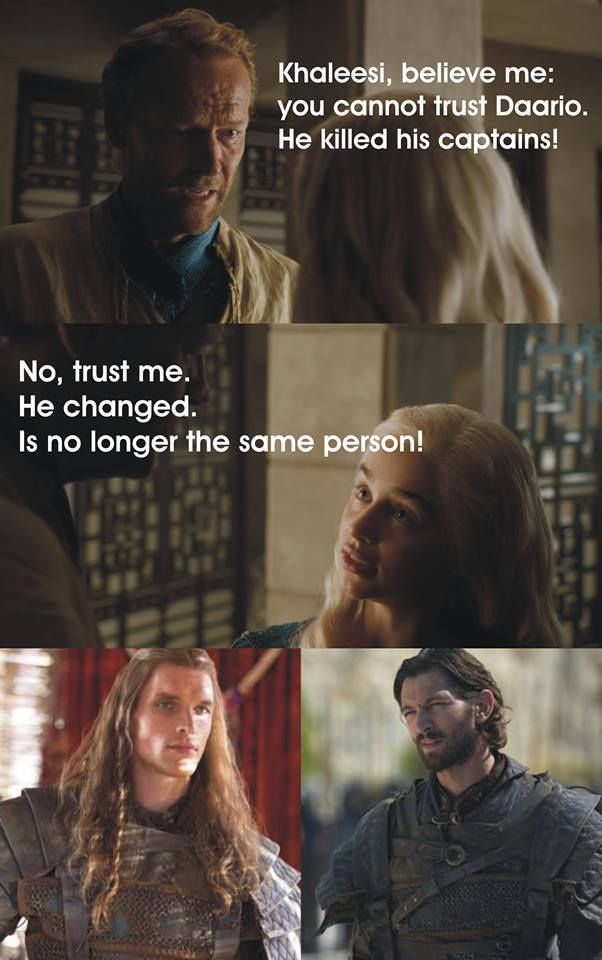 Khaleesi, believe me:
you cannot trust Daario.
He killed his captains!
No, trust me.
He changed.
Is no longer the same person!